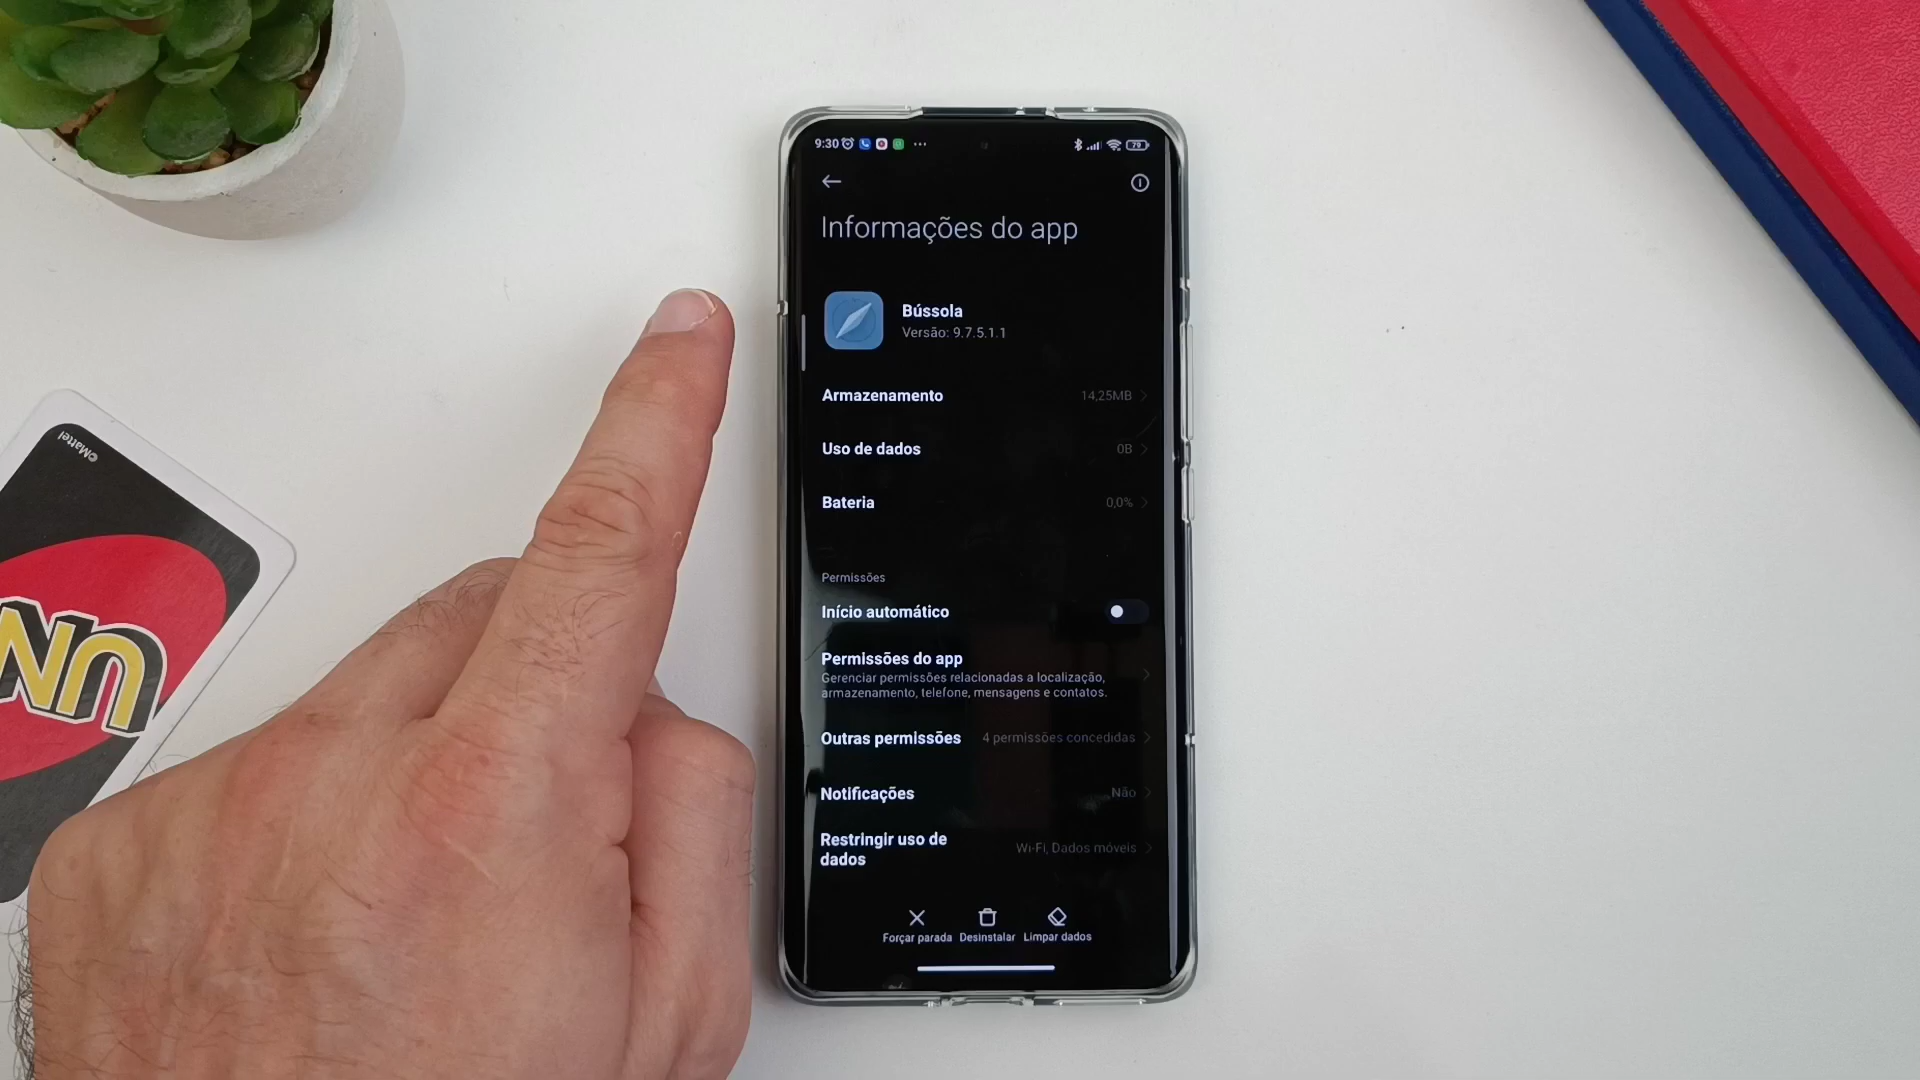 9:30
79
Informações do app
Bússola
Versão: 9.7.5.1.1
Armazenamento 14,25MB
Uso de dados 0B
Bateria 0,0%
Permissões
Início automático
Permissões do app
Gerenciar permissões relacionadas a localização,
armazenamento, telefone, mensagens e contatos.
Outras permissões 4 permissões concedidas
Notificações Não
Restringir uso de
dados Wi-Fi, Dados móveis
Forçar parada Desinstalar Limpar dados
©Mattel
UN